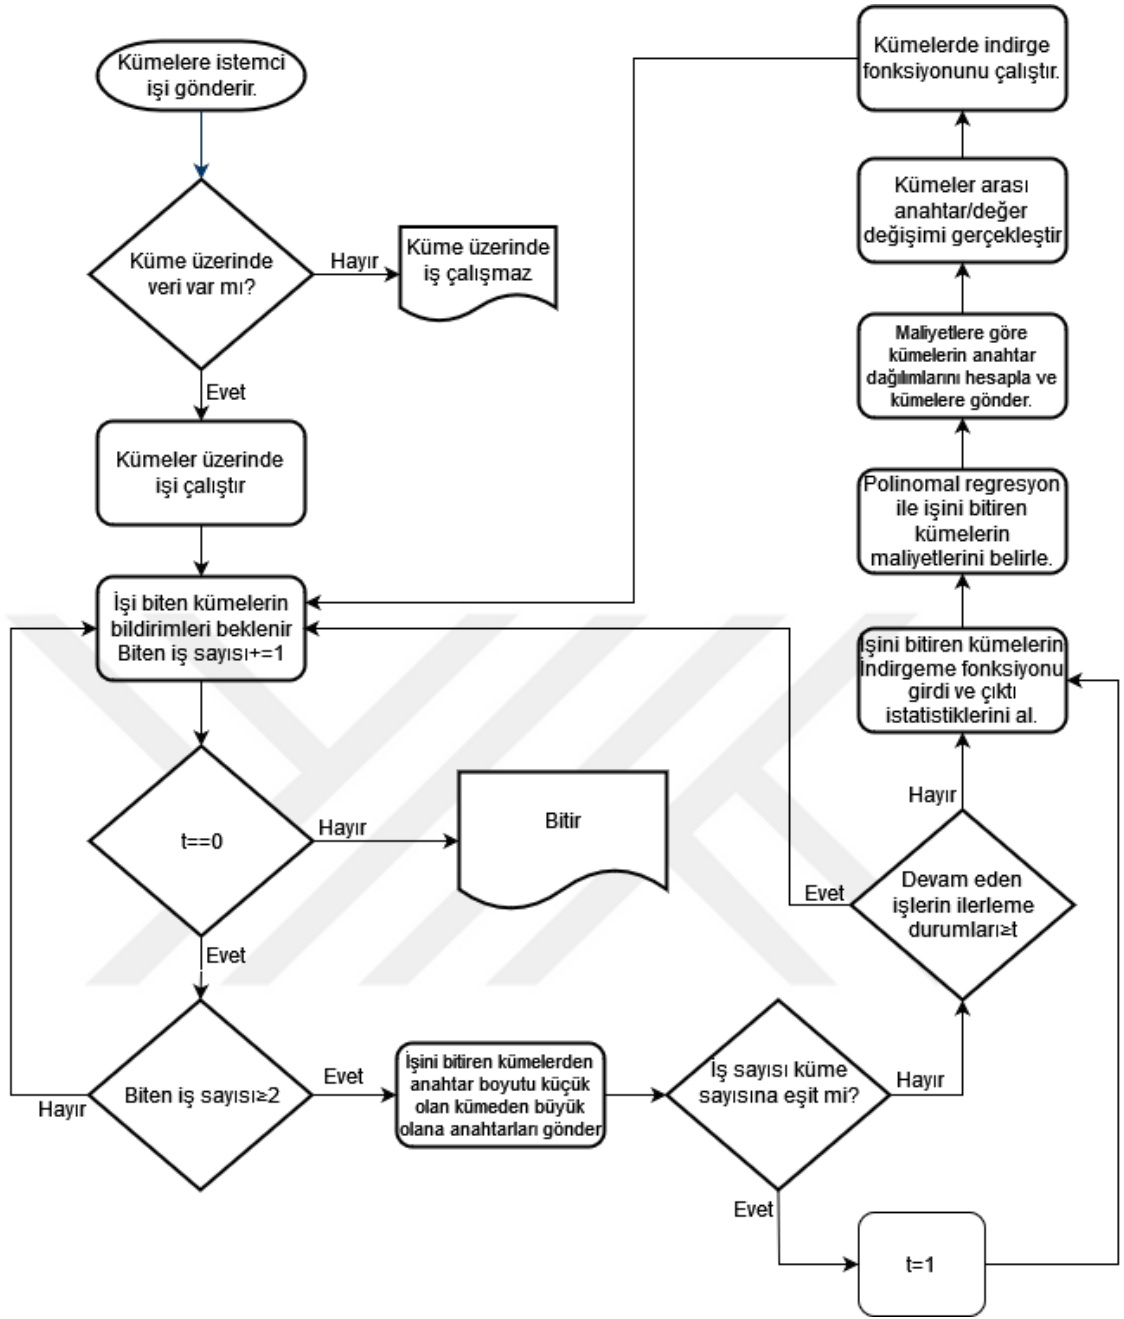 Kümelere istemci
işi gönderir.
Küme üzerinde
veri var mı?
Hayır
Küme üzerinde
iş çalışmaz
Evet
Kümeler üzerinde
işi çalıştır
İşi biten kümelerin
bildirimleri beklenir
Biten iş sayısı+=1
t==0
Hayır
Bitir
Evet
Biten iş sayısı≥2
Hayır
Evet
İşini bitiren kümelerden
anahtar boyutu küçük
olan kümeden büyük
olana anahtarları gönder
İş sayısı küme
sayısına eşit mi?
Hayır
Evet
t=1
Devam eden
işlerin ilerleme
durumları≥t
Evet
Hayır
İşini bitiren kümelerin
İndirgeme fonksiyonu
girdi ve çıktı
istatistiklerini al.
Polinomal regresyon
ile işini bitiren
kümelerin
maliyetlerini belirle.
Maliyetlere göre
kümelerin anahtar
dağılımlarını hesapla ve
kümelere gönder.
Kümeler arası
anahtar/değer
değişimi gerçekleştir
Kümelerde indirge
fonksiyonunu çalıştır.